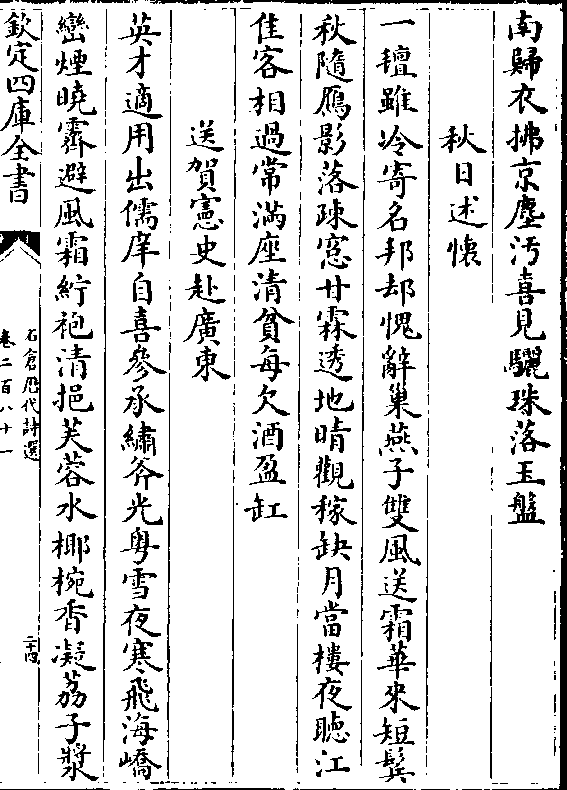 南歸衣拂京塵汚喜見驪珠落玉盤
秋日述懷
一氊雖冷寄名邦却愧辭巢燕子雙風送霜華來短鬂
秋隨鴈影落疎窓甘霖透地晴觀稼缺月當樓夜聽江
佳客相過常滿座清貧每欠酒盈缸
送賀憲史赴廣東
英才適用出儒庠自喜參承繡斧光粤雪夜寒飛海嶠
巒煙曉霽避風霜紵袍清挹芙蓉水椰椀香凝荔子漿
欽定四庫全書
石倉歷代詩選
卷二百八十一
二十四